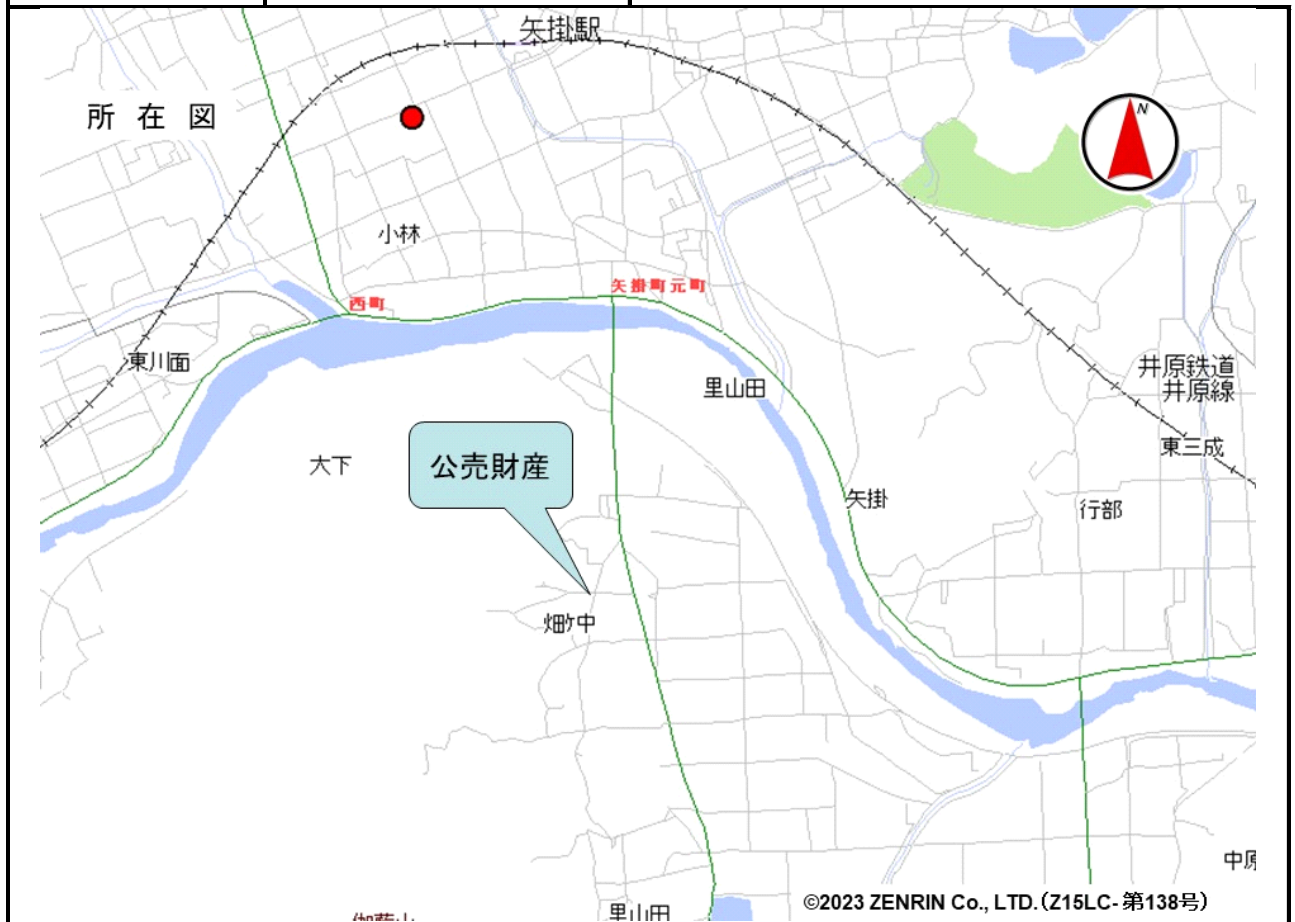 矢掛駅
所在図
N
小林
矢掛町元町
西町
東川面
里山田
井原鉄道
井原線
東三成
大下
公売財産
矢掛
行部
畑ケ中
中原
里山田
©2023 ZENRIN Co., LTD.（Z15LC-第138号）